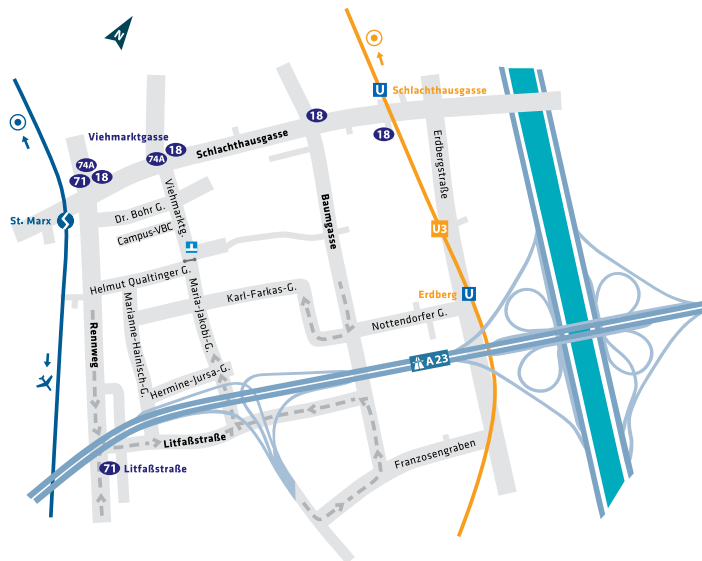 N
U
Schlachthausgasse
18
18
Viehmarktgasse
74A
18
Schlachthausgasse
Erdbergstraße
74A
71
18
Viehmarktg.
St. Marx
Dr. Bohr G.
Campus-VBC
Baumgasse
U3
Helmut Qualtinger G.
Karl-Farkas-G.
Erdberg
U
Maria-Jakobi-G.
Marianne-Hainisch-G.
Nottendorfer G.
Rennweg
A23
Hermine-Jursa-G.
Litfaßstraße
Franzosengraben
71
Litfaßstraße